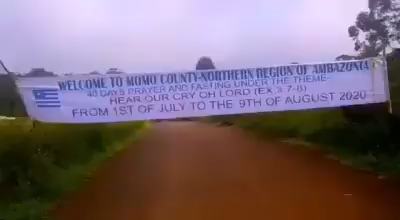 WELCOME TO MOMO COUNTY-NORTHERN REGION OF AMBAZONIA
40 DAYS PRAYER AND FASTING UNDER THE THEME-
HEAR OUR CRY OH LORD (EX 3:7-8)
FROM 1ST OF JULY TO THE 9TH OF AUGUST 2020